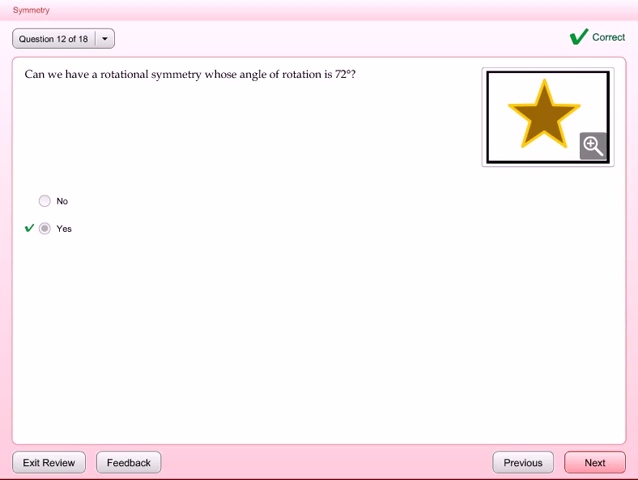 Symmetry
Question 12 of 18
Correct
Can we have a rotational symmetry whose angle of rotation is 72°?
No
Yes
Exit Review
Feedback
Previous
Next